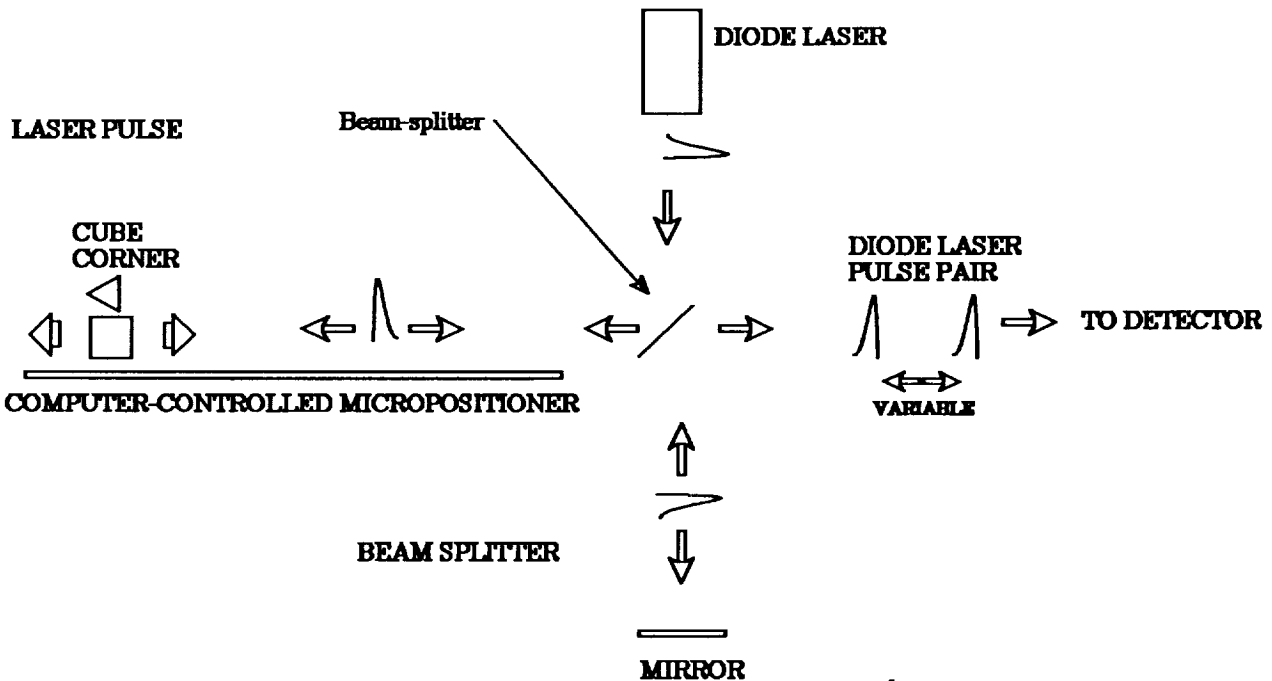 DIODE LASER
LASER PULSE
Beam-splitter
CUBE
CORNER
DIODE LASER
PULSE PAIR
TO DETECTOR
COMPUTER-CONTROLLED MICROPOSITIONER
VARIABLE
BEAM SPLITTER
MIRROR